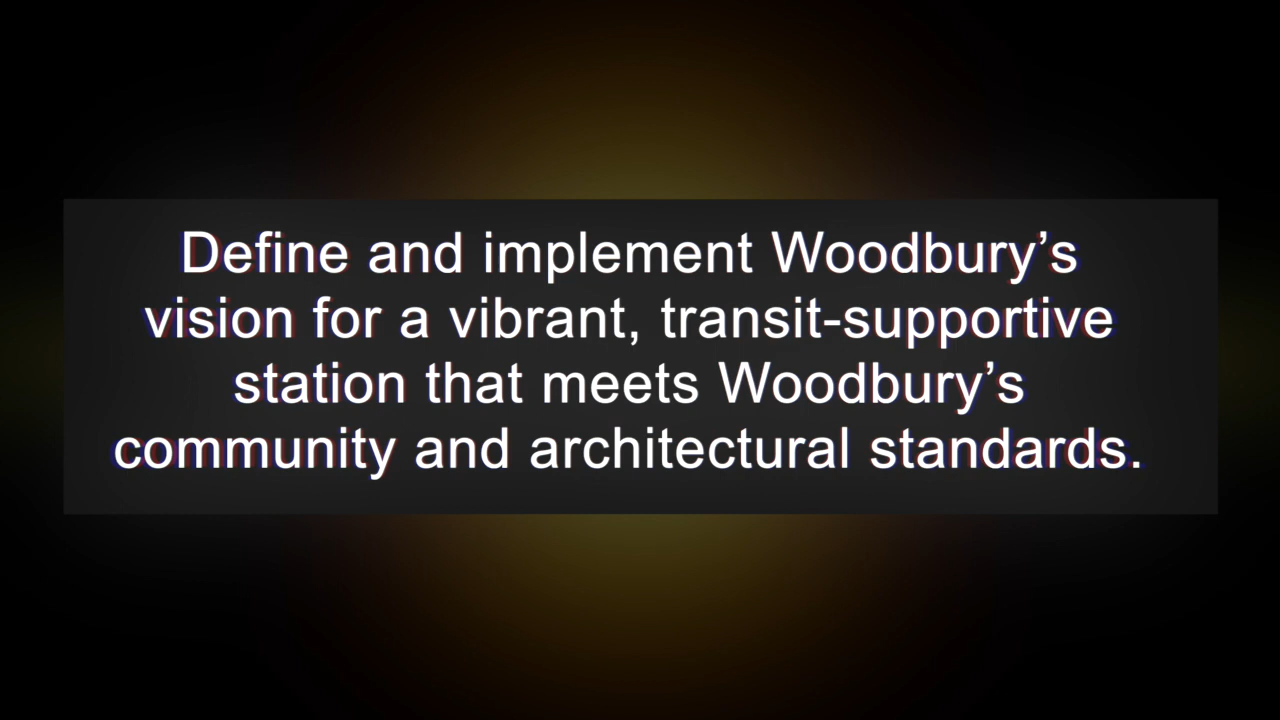 Define and implement Woodbury’s
vision for a vibrant, transit-supportive
station that meets Woodbury’s
community and architectural standards.